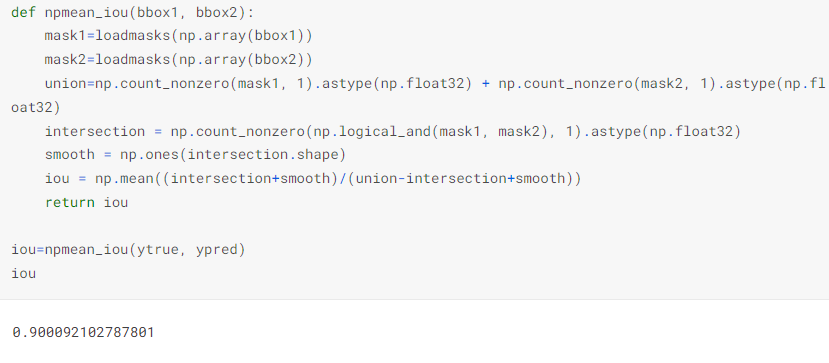 def npmean_iou(bbox1, bbox2):
    mask1=loadmasks(np.array(bbox1))
    mask2=loadmasks(np.array(bbox2))
    union=np.count_nonzero(mask1, 1).astype(np.float32) + np.count_nonzero(mask2, 1).astype(np.fl
oat32)
    intersection = np.count_nonzero(np.logical_and(mask1, mask2), 1).astype(np.float32)
    smooth = np.ones(intersection.shape)
    iou = np.mean((intersection+smooth)/(union-intersection+smooth))
    return iou
iou=npmean_iou(ytrue, ypred)
iou
0.900092102787801